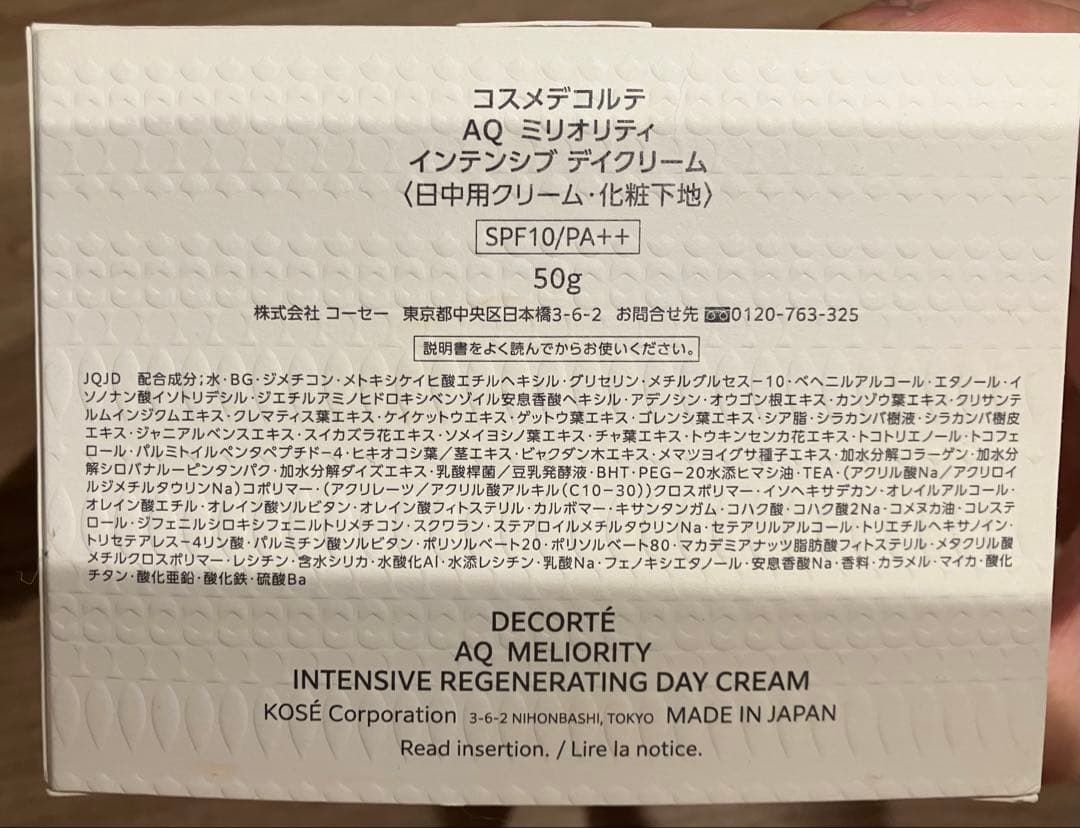 コスメデコルテ
AQ ミリオリティ
インテンシブ デイクリーム
〈日中用クリーム・化粧下地〉
SPF10/PA++
50g
株式会社 コーセー 東京都中央区日本橋3-6-2 お問合せ先 0120-763-325
説明書をよく読んでからお使いください。
JQJD 配合成分;水・BG・ジメチコン・メトキシケイヒ酸エチルヘキシル・グリセリン・メチルグルセス-10・ベヘニルアルコール・エタノール・イ
ソノナン酸イソトリデシル・ジエチルアミノヒドロキシベンゾイル安息香酸ヘキシル・アデノシン・オウゴン根エキス・カンゾウ葉エキス・クリサンテ
ルムインジクムエキス・クレマティス葉エキス・ケイケットウエキス・ゲットウ葉エキス・ゴレンシ葉エキス・シア脂・シラカンバ樹液・シラカンバ樹皮
エキス・ジャニアルベンスエキス・スイカズラ花エキス・ソメイヨシノ葉エキス・チャ葉エキス・トウキンセンカ花エキス・トコトリエノール・トコフェ
ロール・パルミトイルペンタペプチド-4・ヒキオコシ葉/茎エキス・ビャクダン木エキス・メマツヨイグサ種子エキス・加水分解コラーゲン・加水分
解シロバナルーピンタンパク・加水分解ダイズエキス・乳酸桿菌/豆乳発酵液・BHT・PEG-20水添ヒマシ油・TEA・(アクリル酸Na/アクリロイ
ルジメチルタウリンNa)コポリマー・(アクリレーツ/アクリル酸アルキル(C10-30))クロスポリマー・イソヘキサデカン・オレイルアルコール・
オレイン酸エチル・オレイン酸ソルビタン・オレイン酸フィトステリル・カルボマー・キサンタンガム・コハク酸・コハク酸2Na・コメヌカ油・コレステ
ロール・ジフェニルシロキシフェニルトリメチコン・スクワラン・ステアロイルメチルタウリンNa・セテアリルアルコール・トリエチルヘキサノイン・
トリセテアレス-4リン酸・パルミチン酸ソルビタン・ポリソルベート20・ポリソルベート80・マカデミアナッツ脂肪酸フィトステリル・メタクリル酸
メチルクロスポリマー・レシチン・含水シリカ・水酸化Al・水添レシチン・乳酸Na・フェノキシエタノール・安息香酸Na・香料・カラメル・マイカ・酸化
チタン・酸化亜鉛・酸化鉄・硫酸Ba
DECORTÉ
AQ MELIORITY
INTENSIVE REGENERATING DAY CREAM
KOSÉ Corporation 3-6-2 NIHONBASHI, TOKYO MADE IN JAPAN
Read insertion. / Lire la notice.